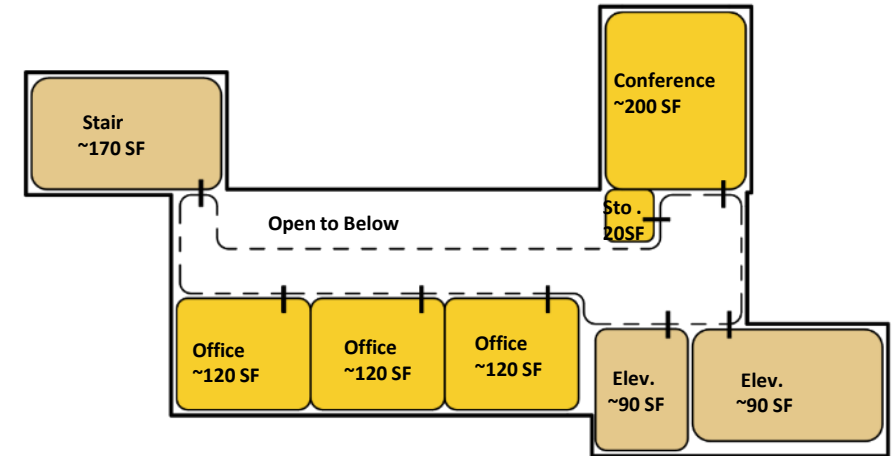 Conference
~200 SF
Stair
~170 SF
Sto .
20SF
Open to Below
Office
~120 SF
Office
~120 SF
Office
~120 SF
Elev.
~90 SF
Elev.
~90 SF